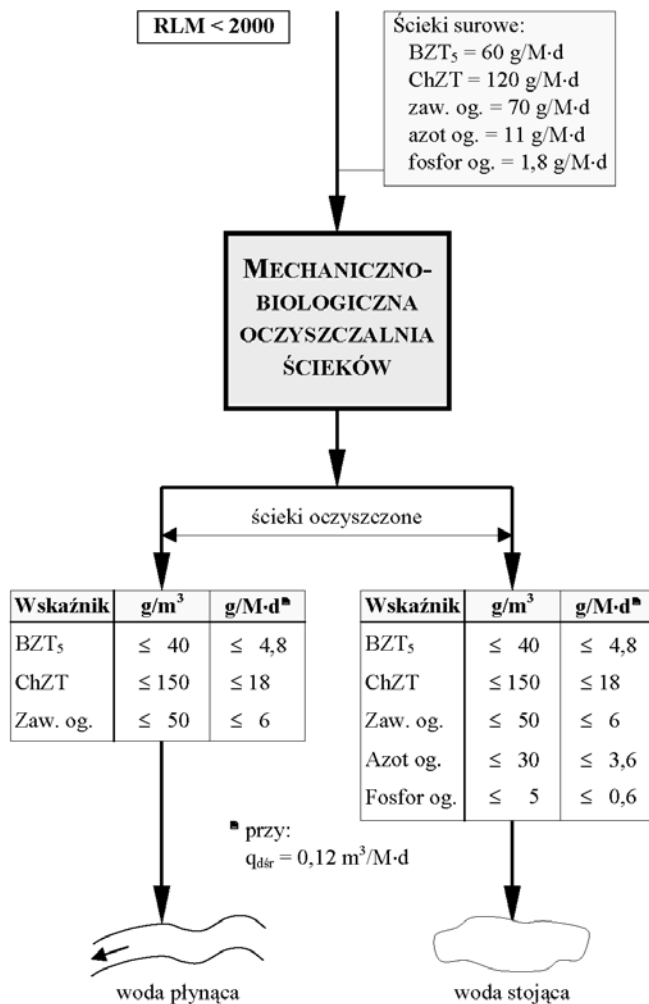 RLM < 2000
Ścieki surowe:
BZT₅ = 60 g/M·d
ChZT = 120 g/M·d
zaw. og. = 70 g/M·d
azot og. = 11 g/M·d
fosfor og. = 1,8 g/M·d
MECHANICZNO-
BIOLOGICZNA
OCZYSZCZALNIA
ŚCIEKÓW
ścieki oczyszczone
Wskaźnik g/m³ g/M·d
BZT₅ ≤ 40 ≤ 4,8
ChZT ≤ 150 ≤ 18
Zaw. og. ≤ 50 ≤ 6
Wskaźnik g/m³ g/M·d
BZT₅ ≤ 40 ≤ 4,8
ChZT ≤ 150 ≤ 18
Zaw. og. ≤ 50 ≤ 6
Azot og. ≤ 30 ≤ 3,6
Fosfor og. ≤ 5 ≤ 0,6
przy:
q_dśr = 0,12 m³/M·d
woda płynąca
woda stojąca